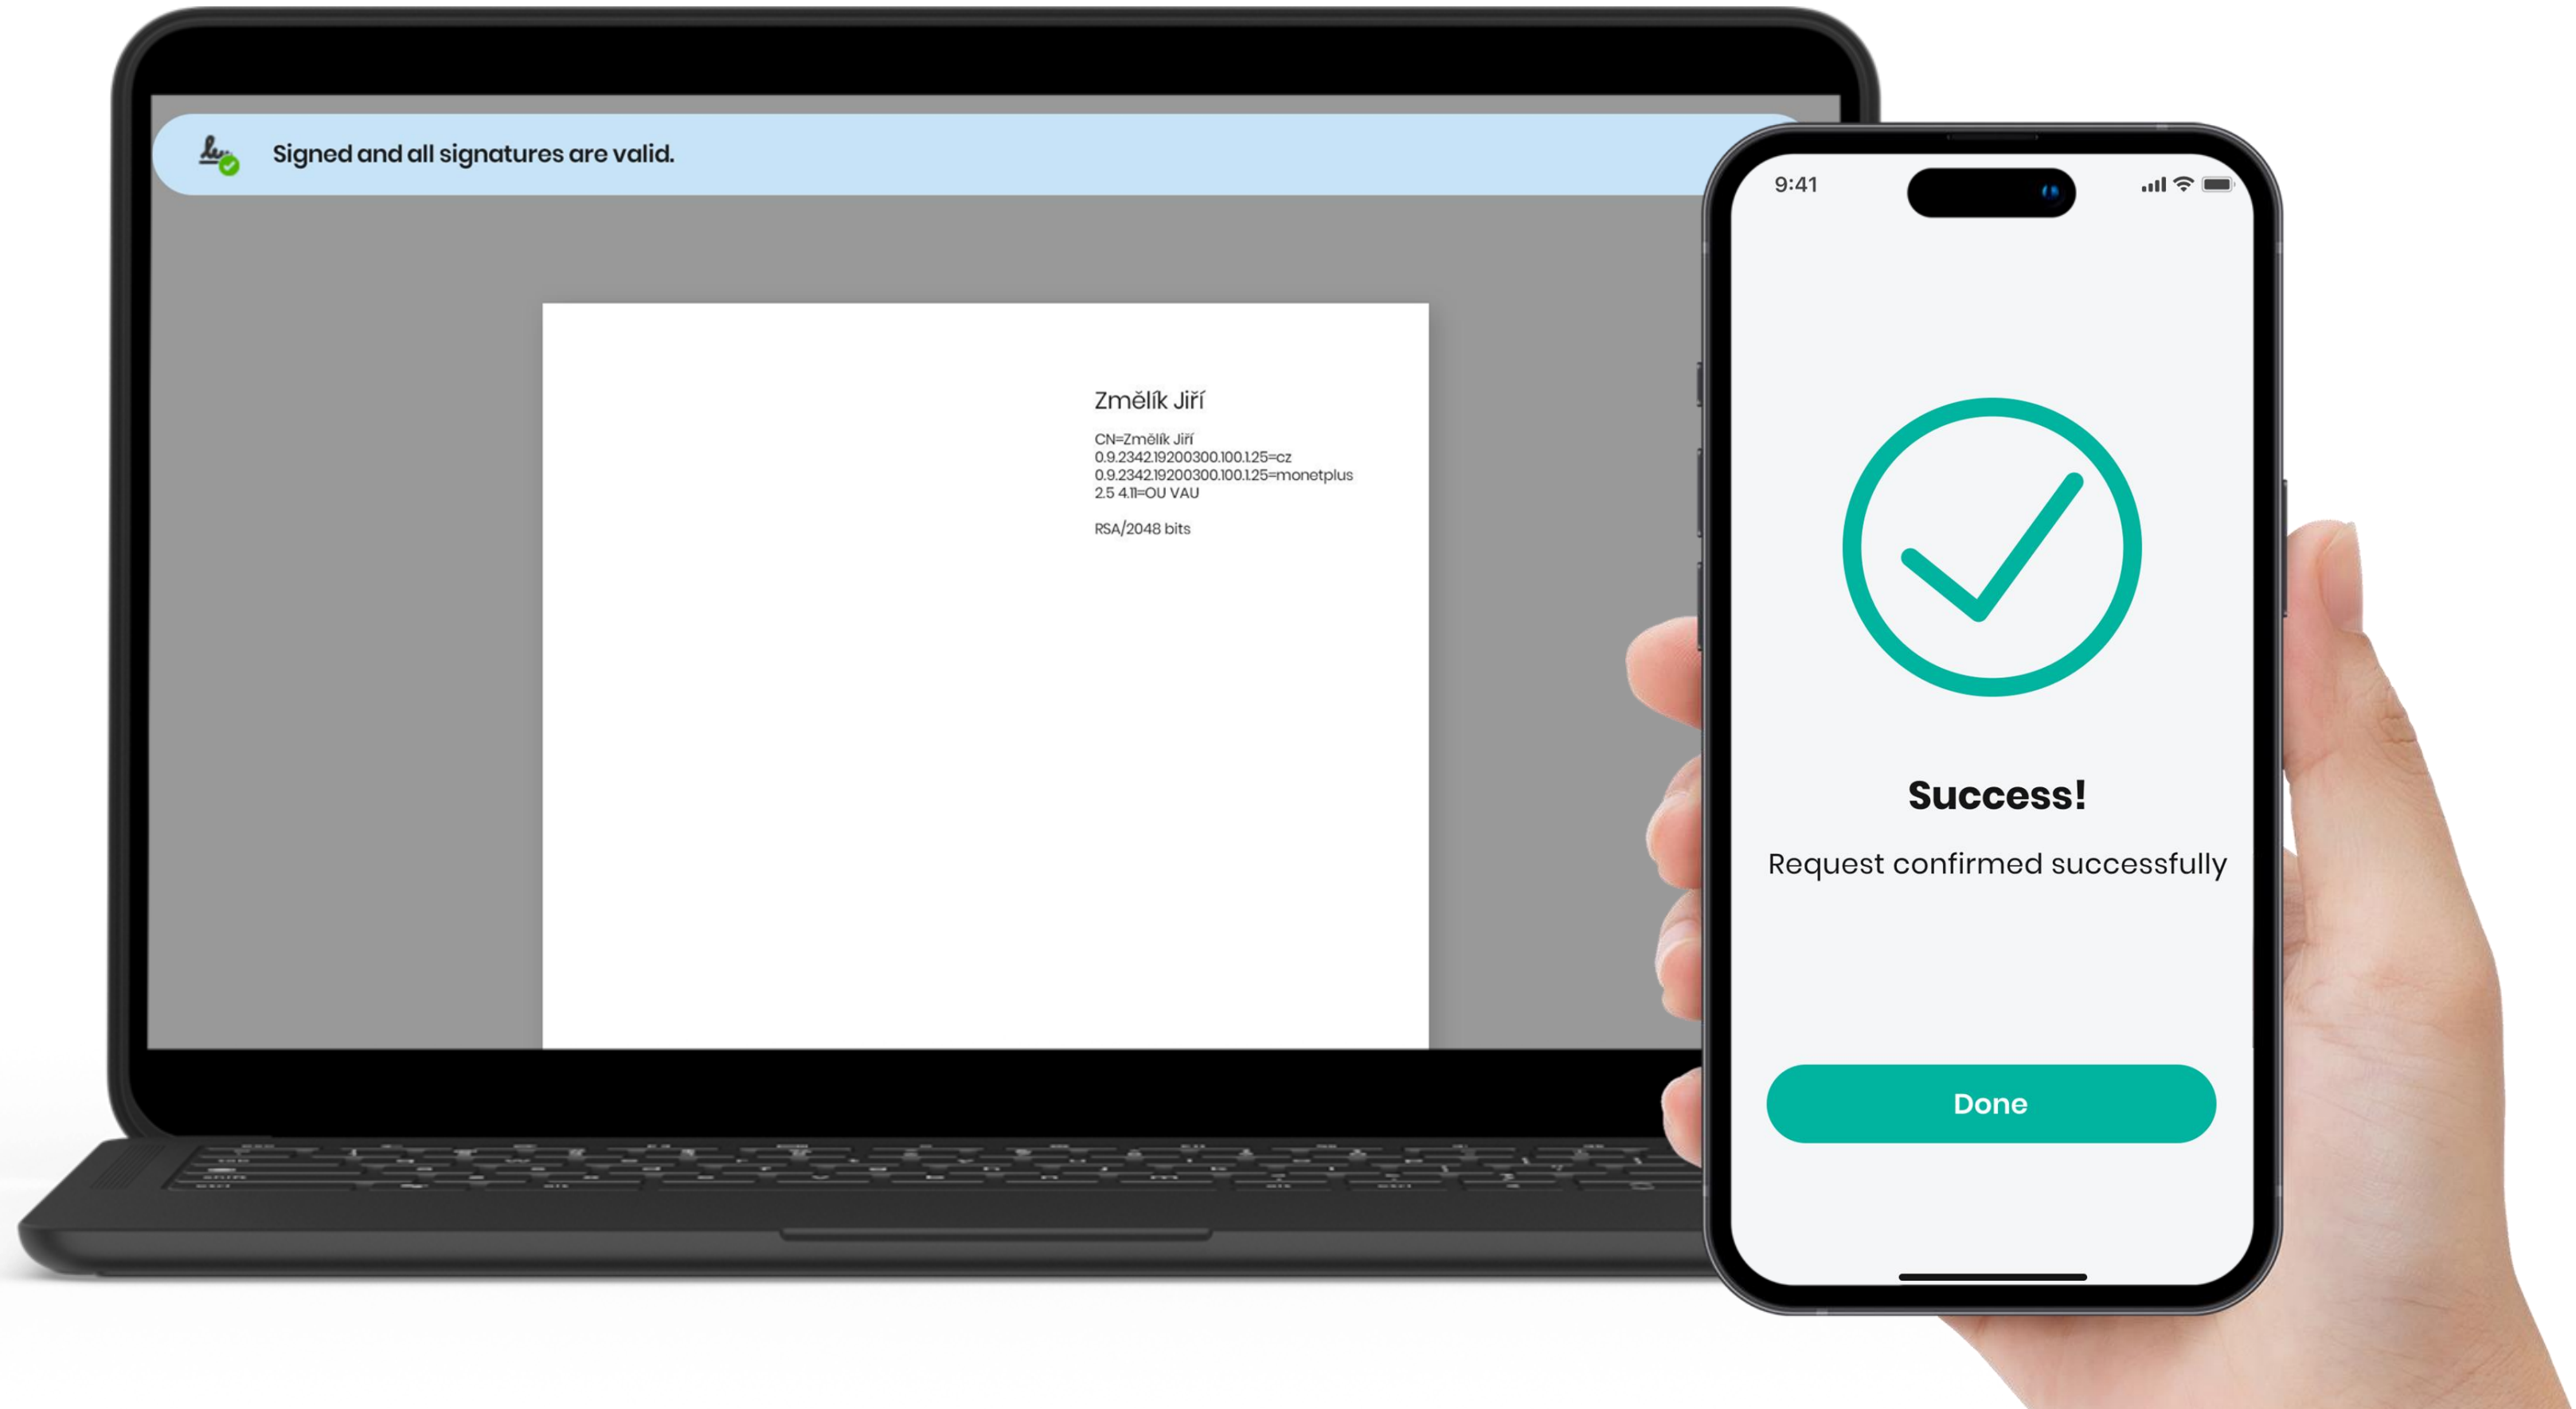 Signed and all signatures are valid.
Změlík Jiří
CN=Změlík Jiří
0.9.2342.19200300.100.1.25=cz
0.9.2342.19200300.100.1.25=monetplus
2.5 4.11=OU VAU
RSA/2048 bits
9:41
Success!
Request confirmed successfully
Done